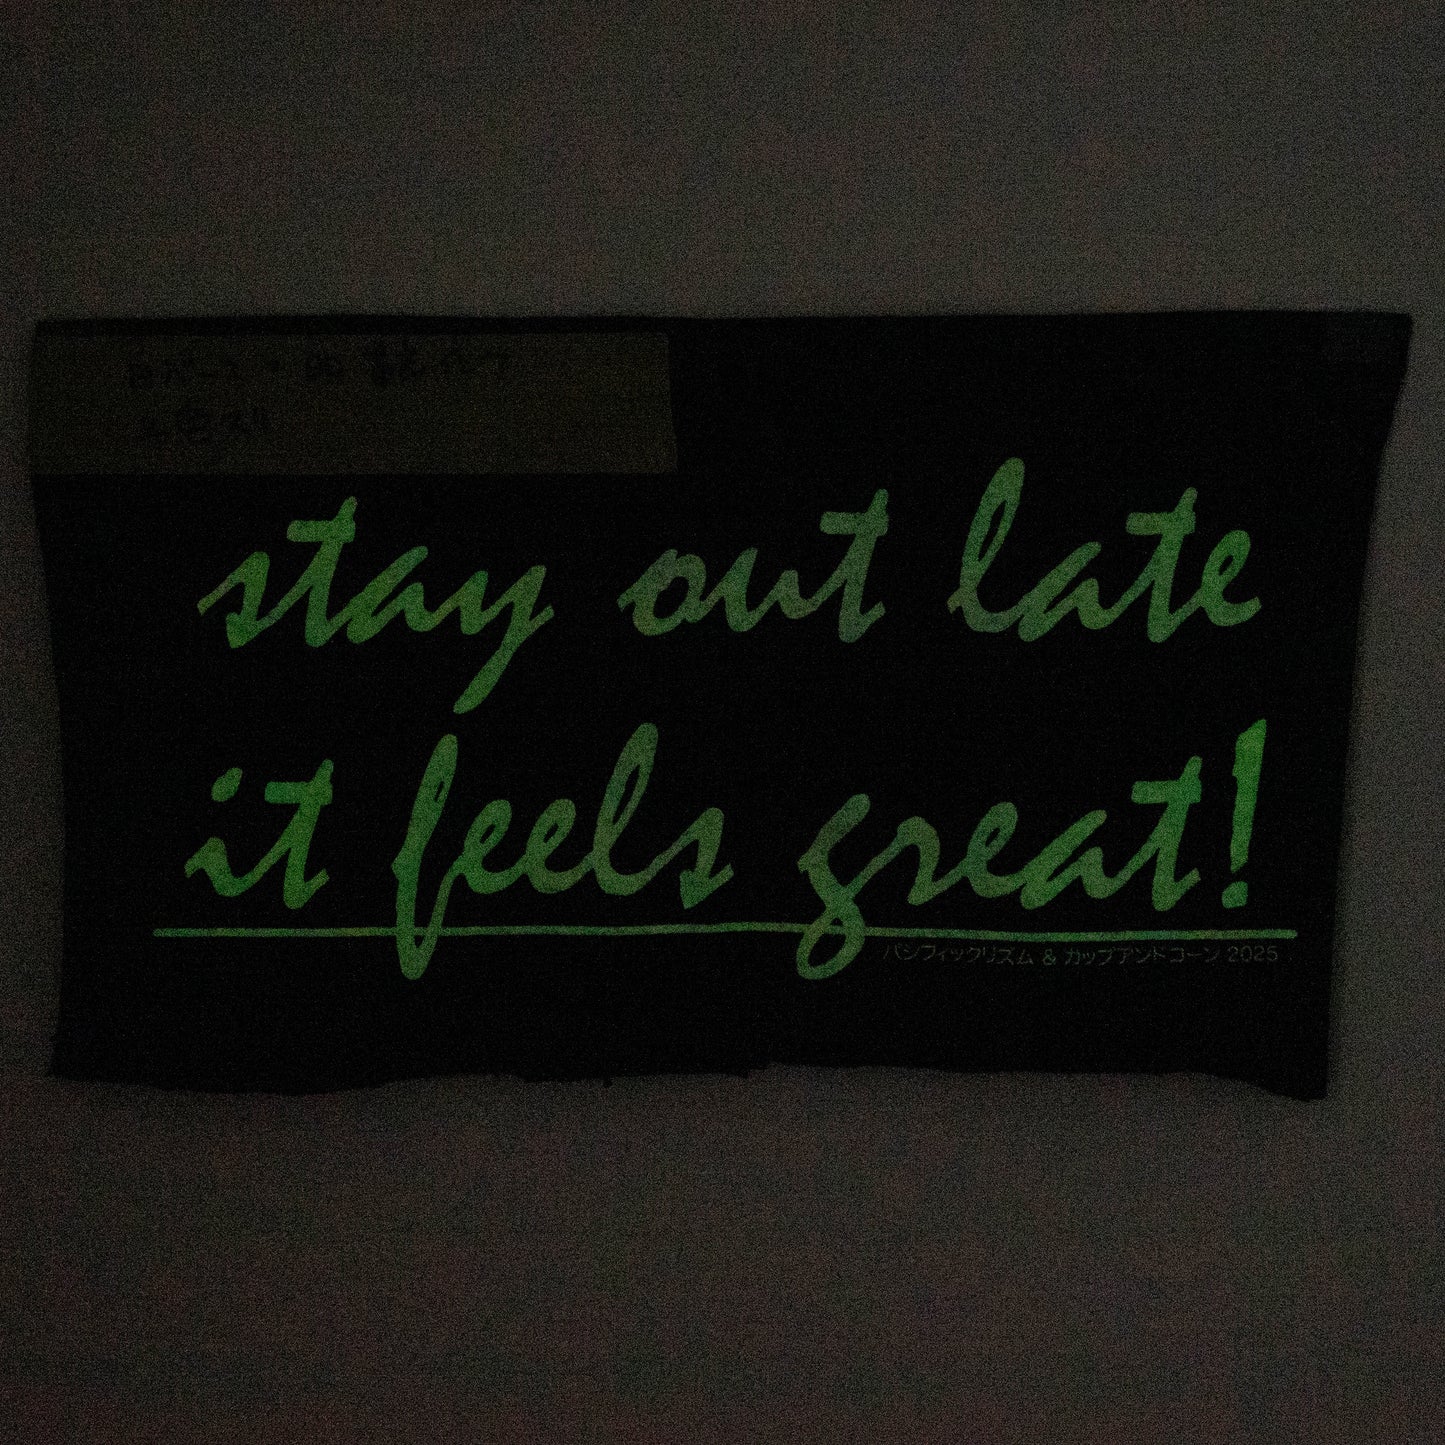 stay out late
it feels great!
パシフィックリズム & カップアンドコーン 2025